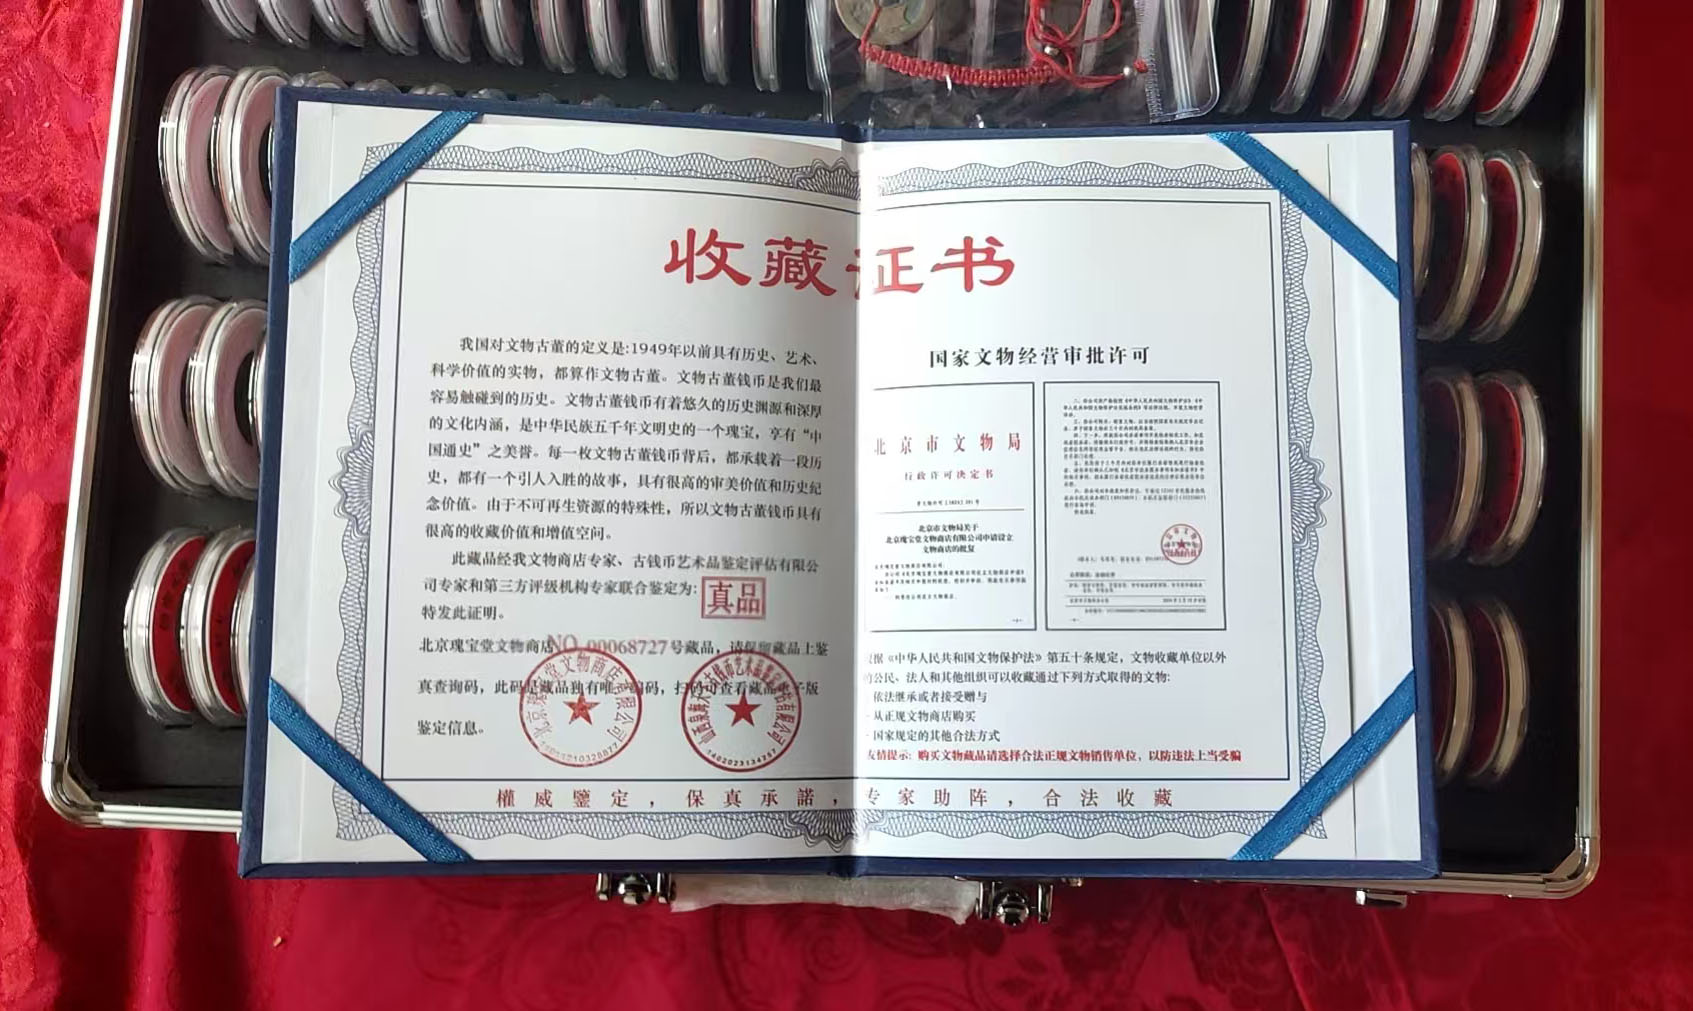 收藏证书
我国对文物古董的定义是:1949年以前具有历史、艺术、
科学价值的实物，都算作文物古董。文物古董钱币是我们最
容易触碰到的历史。文物古董钱币有着悠久的历史渊源和深厚
的文化内涵，是中华民族五千年文明史的一个瑰宝，享有“中
国通史”之美誉。每一枚文物古董钱币背后，都承载着一段历
史，都有一个引人入胜的故事，具有很高的审美价值和历史纪
念价值。由于不可再生资源的特殊性，所以文物古董钱币具有
很高的收藏价值和增值空间。
此藏品经我文物商店专家、古钱币艺术品鉴定评估有限公
司专家和第三方评级机构专家联合鉴定为:
真品
特发此证明。
北京瑰宝堂文物商店NO 00068727号藏品，请保留藏品上鉴
真查询码，此码是藏品独有唯一编码，扫码可查看藏品电子版
鉴定信息。
国家文物经营审批许可
北京市文物局
行政许可决定书
北京市文物局关于
北京瑰宝堂文物商店有限公司申请设立
文物商店的批复
据《中华人民共和国文物保护法》第五十条规定，文物收藏单位以外
的公民、法人和其他组织可以收藏通过下列方式取得的文物:
依法继承或者接受赠与
从正规文物商店购买
国家规定的其他合法方式
友情提示: 购买文物藏品请选择合法正规文物销售单位，以防违法上当受骗
權威鑒定，保真承諾，专家助阵，合法收藏